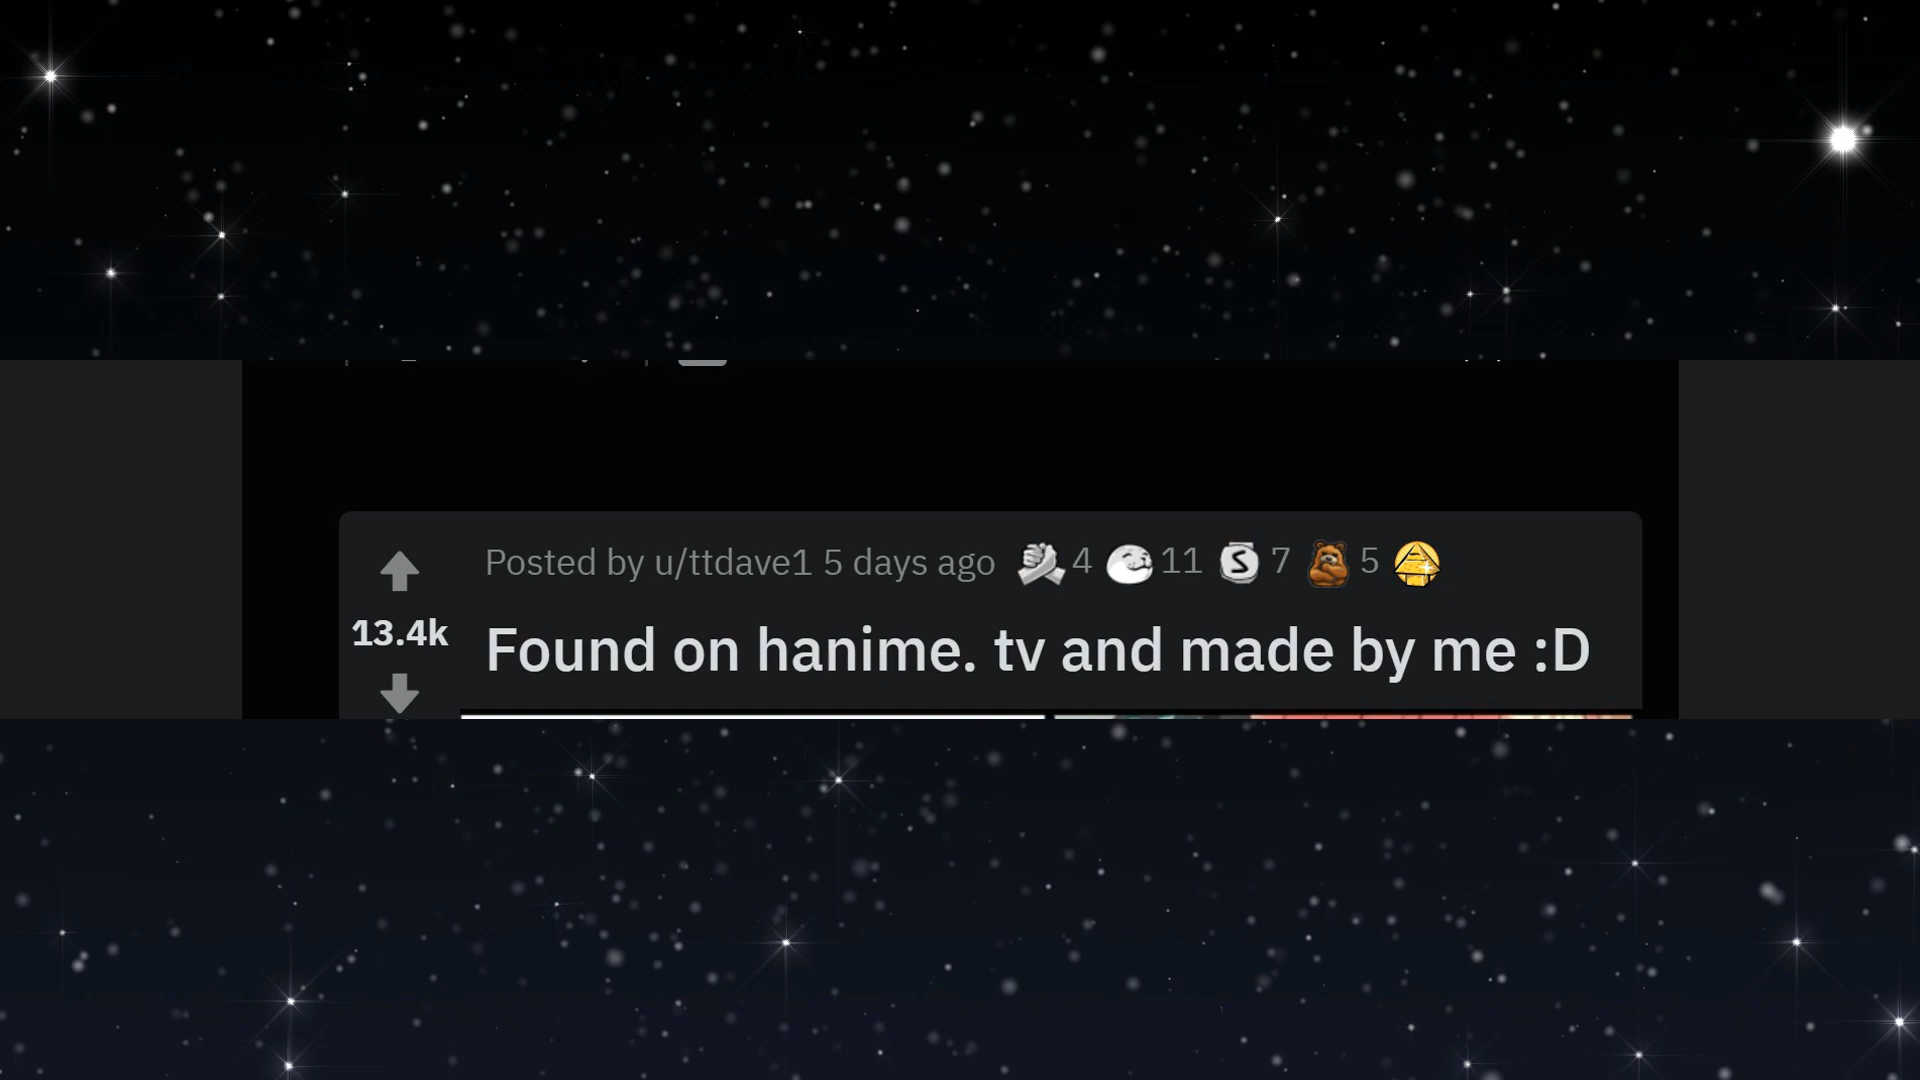 Posted by u/ttdave1 5 days ago 4 11 S 7 5
13.4k
Found on hanime. tv and made by me :D